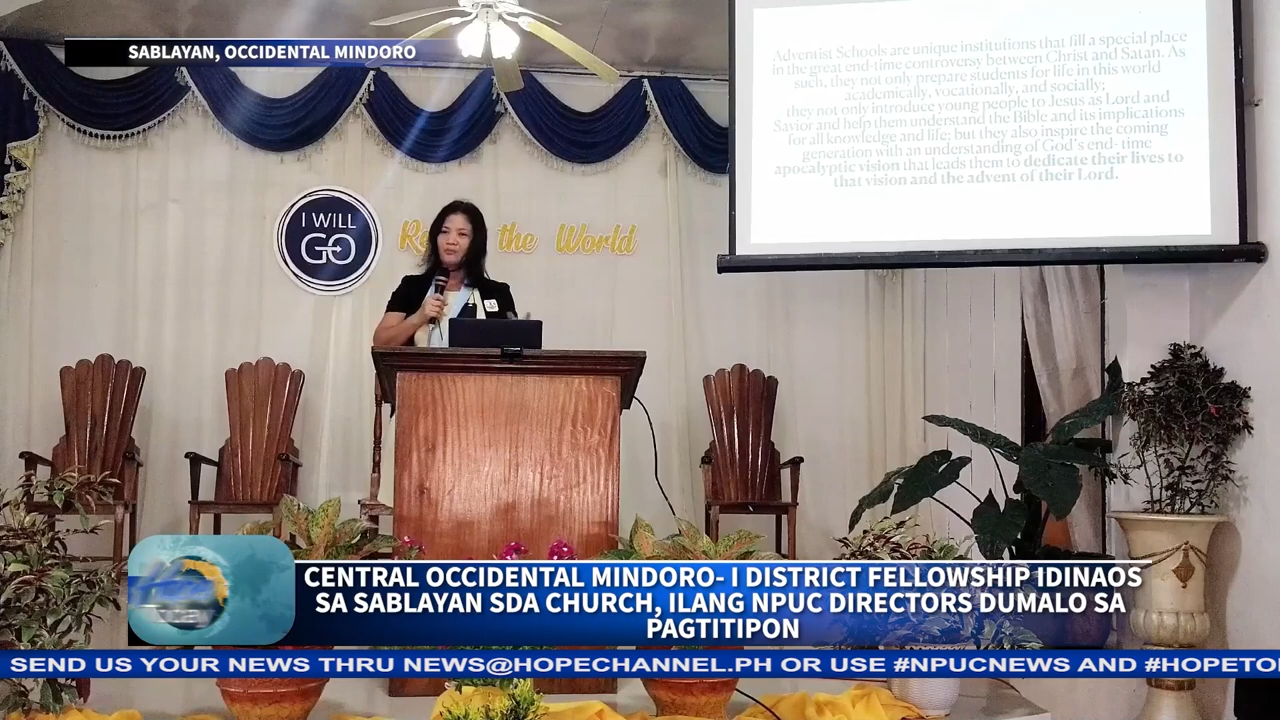 SABLAYAN, OCCIDENTAL MINDORO
Adventist Schools are unique institutions that fill a special place
in the great end-time controversy between Christ and Satan. As
such, they not only prepare students for life in this world
academically, vocationally, and socially;
they not only introduce young people to Jesus as Lord and
Savior and help them understand the Bible and its implications
for all knowledge and life; but they also inspire the coming
generation with an understanding of God's end-time
apocalyptic vision that leads them to dedicate their lives to
that vision and the advent of their Lord.
I WILL
GO
the World
CENTRAL OCCIDENTAL MINDORO- I DISTRICT FELLOWSHIP IDINAOS
SA SABLAYAN SDA CHURCH, ILANG NPUC DIRECTORS DUMALO SA
PAGTITIPON
SEND US YOUR NEWS THRU NEWS@HOPECHANNEL.PH OR USE #NPUCNEWS AND #HOPETO